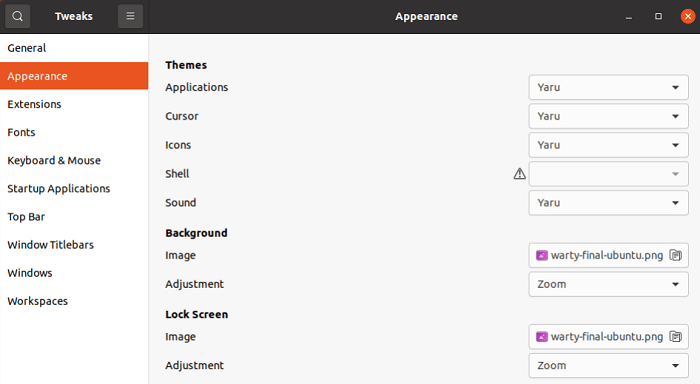 Tweaks
Appearance
General
Appearance
Extensions
Fonts
Keyboard & Mouse
Startup Applications
Top Bar
Window Titlebars
Windows
Workspaces
Themes
Applications Yaru
Cursor Yaru
Icons Yaru
Shell
Sound Yaru
Background
Image warty-final-ubuntu.png
Adjustment Zoom
Lock Screen
Image warty-final-ubuntu.png
Adjustment Zoom